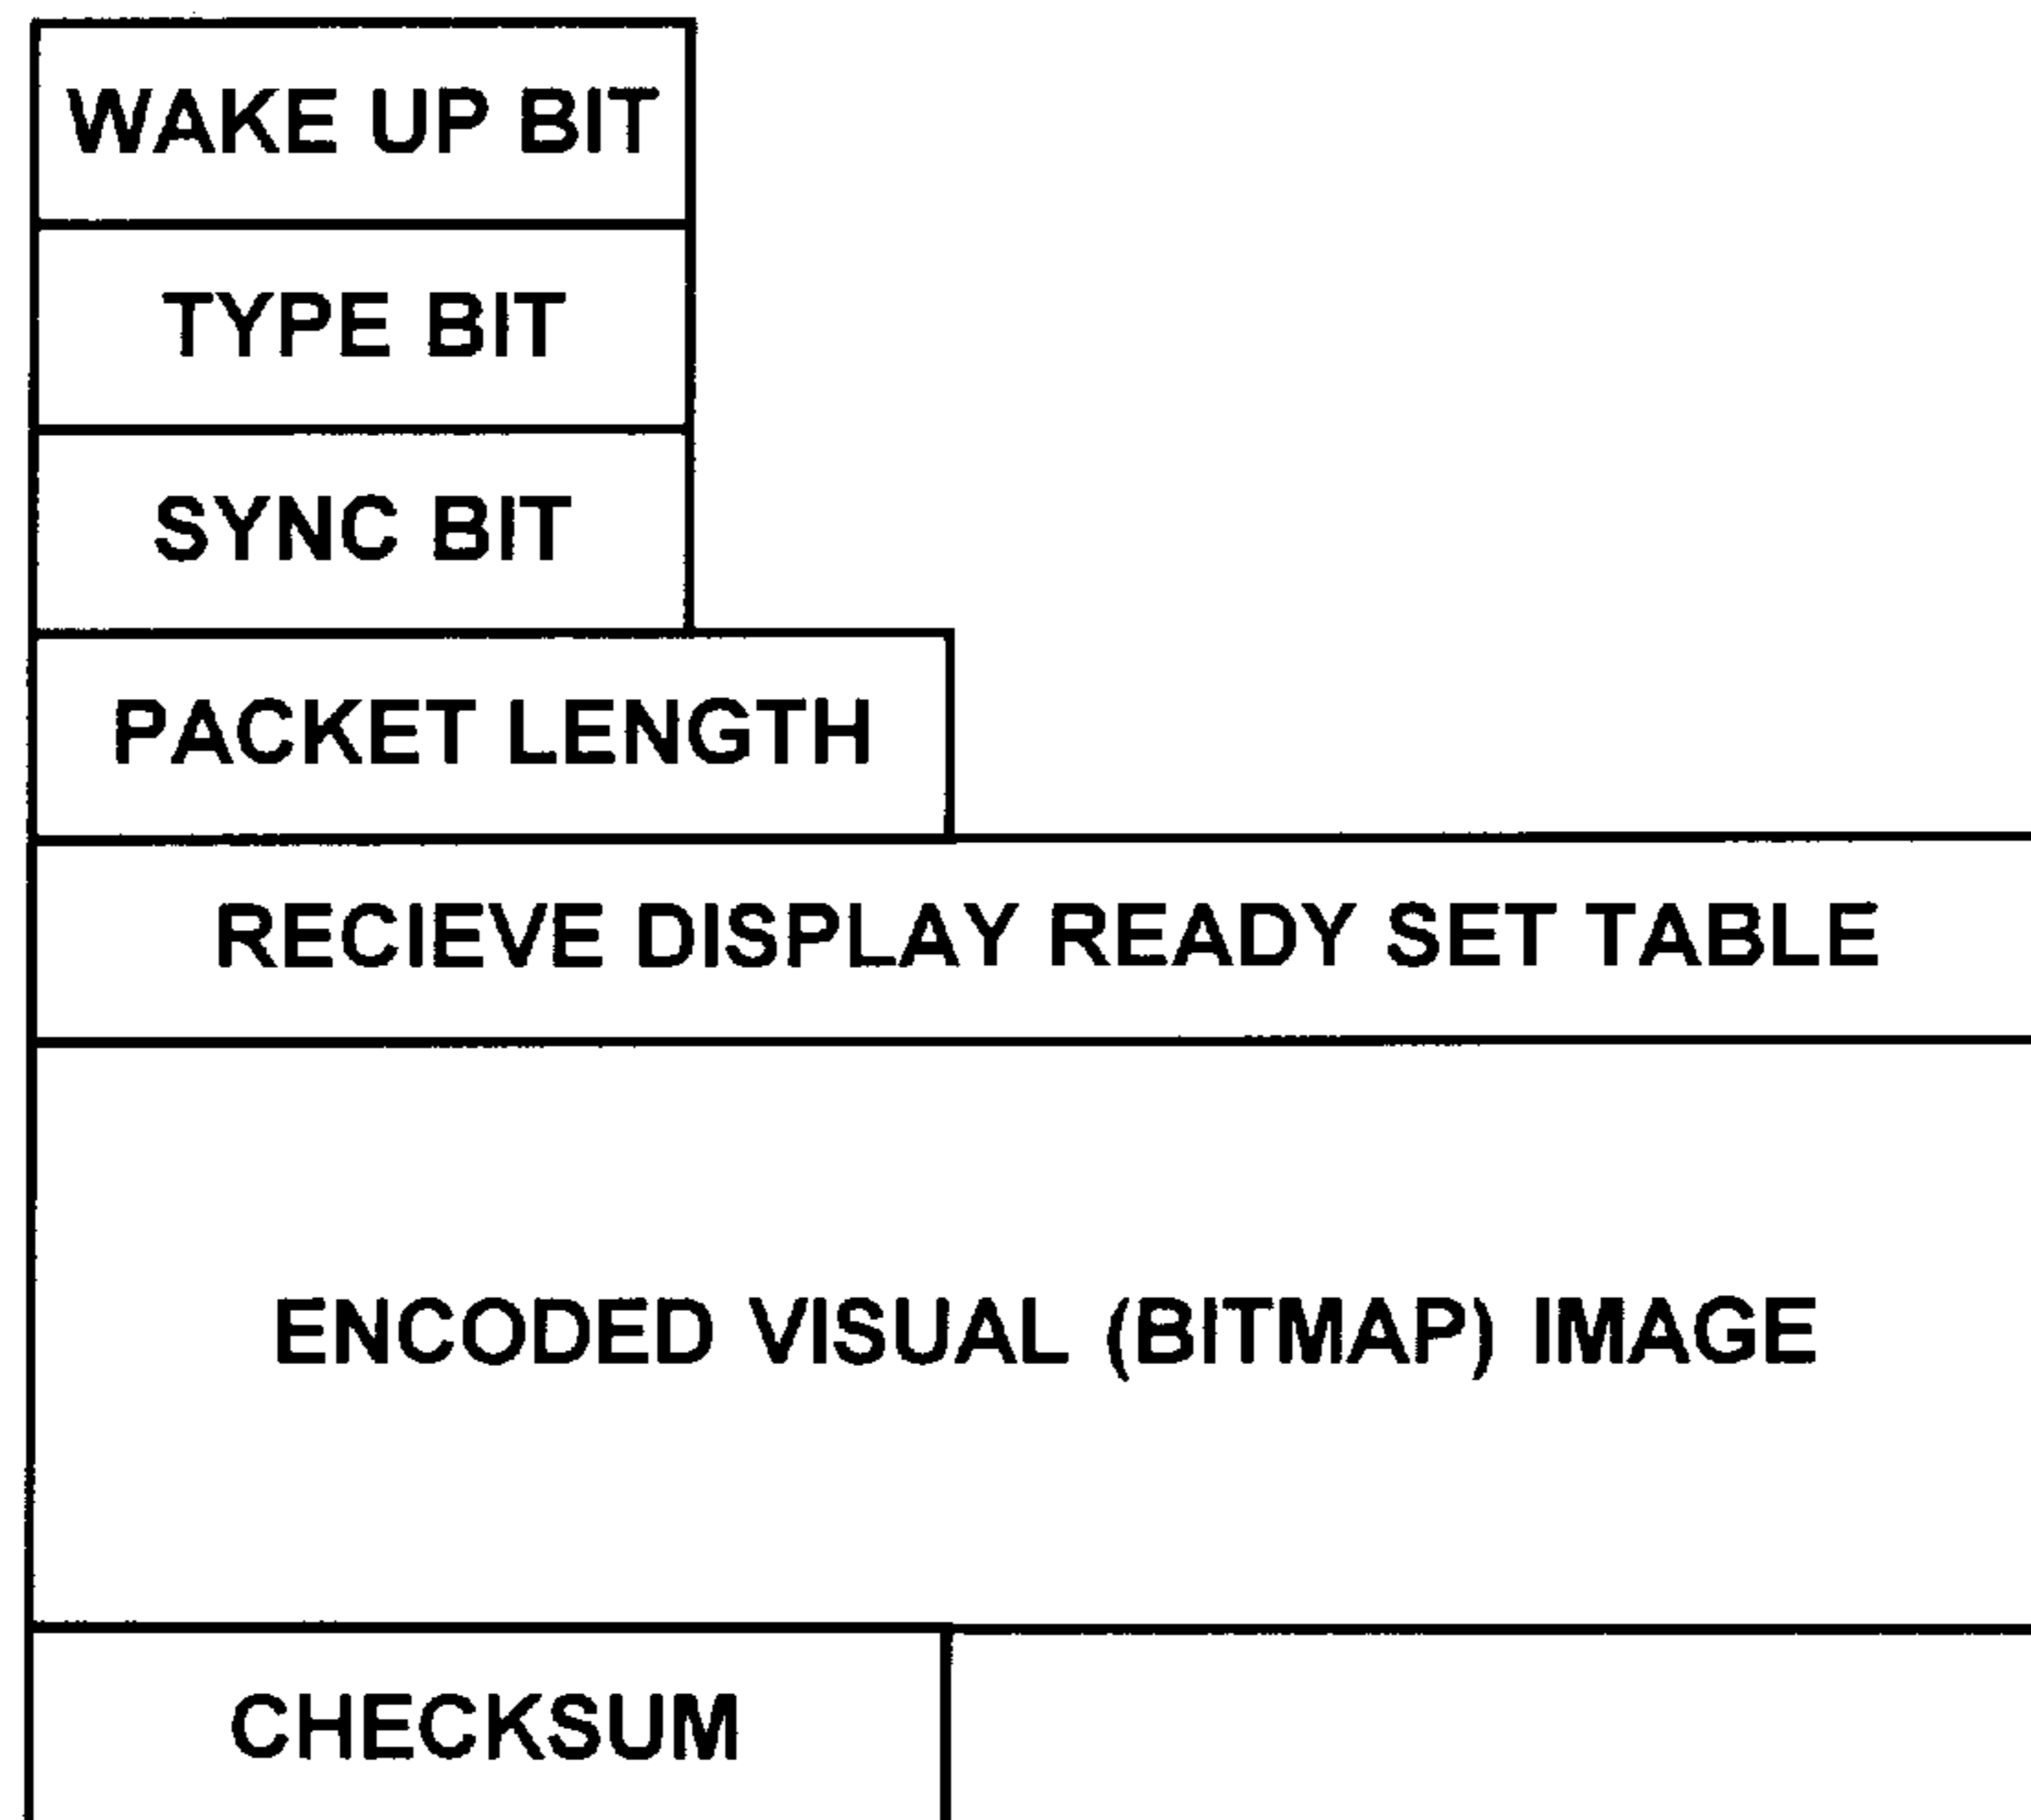 WAKE UP BIT
TYPE BIT
SYNC BIT
PACKET LENGTH
RECIEVE DISPLAY READY SET TABLE
ENCODED VISUAL (BITMAP) IMAGE
CHECKSUM